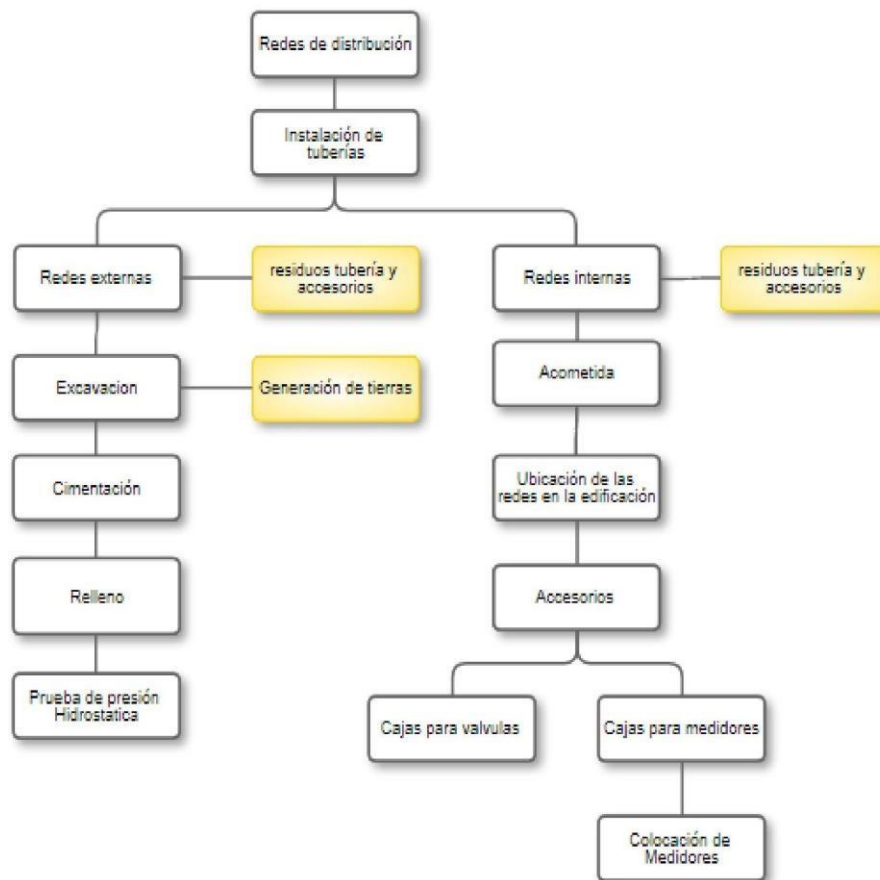 Redes de distribución
Instalación de
tuberías
Redes externas
residuos tubería y
accesorios
Redes internas
residuos tubería y
accesorios
Excavacion
Generación de tierras
Acometida
Cimentación
Ubicación de las
redes en la edificación
Relleno
Accesorios
Prueba de presión
Hidrostatica
Cajas para valvulas
Cajas para medidores
Colocación de
Medidores